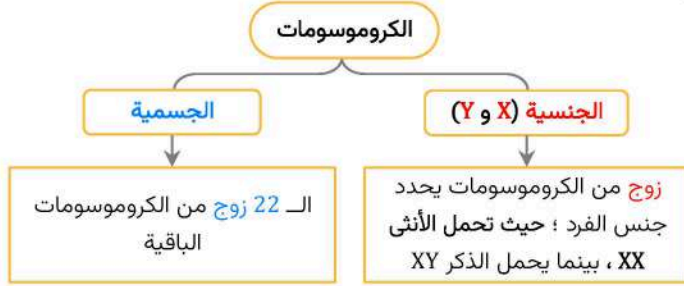 الكروموسومات
الجنسية (X و Y)
الجسمية
زوج من الكروموسومات يحدد
جنس الفرد ؛ حيث تحمل الأنثى
XX ، بينما يحمل الذكر XY
الــ 22 زوج من الكروموسومات
الباقية